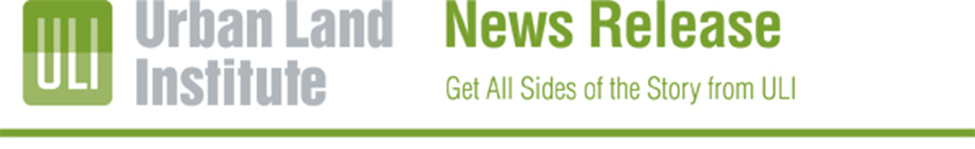 ULI
Urban Land
Institute
News Release
Get All Sides of the Story from ULI